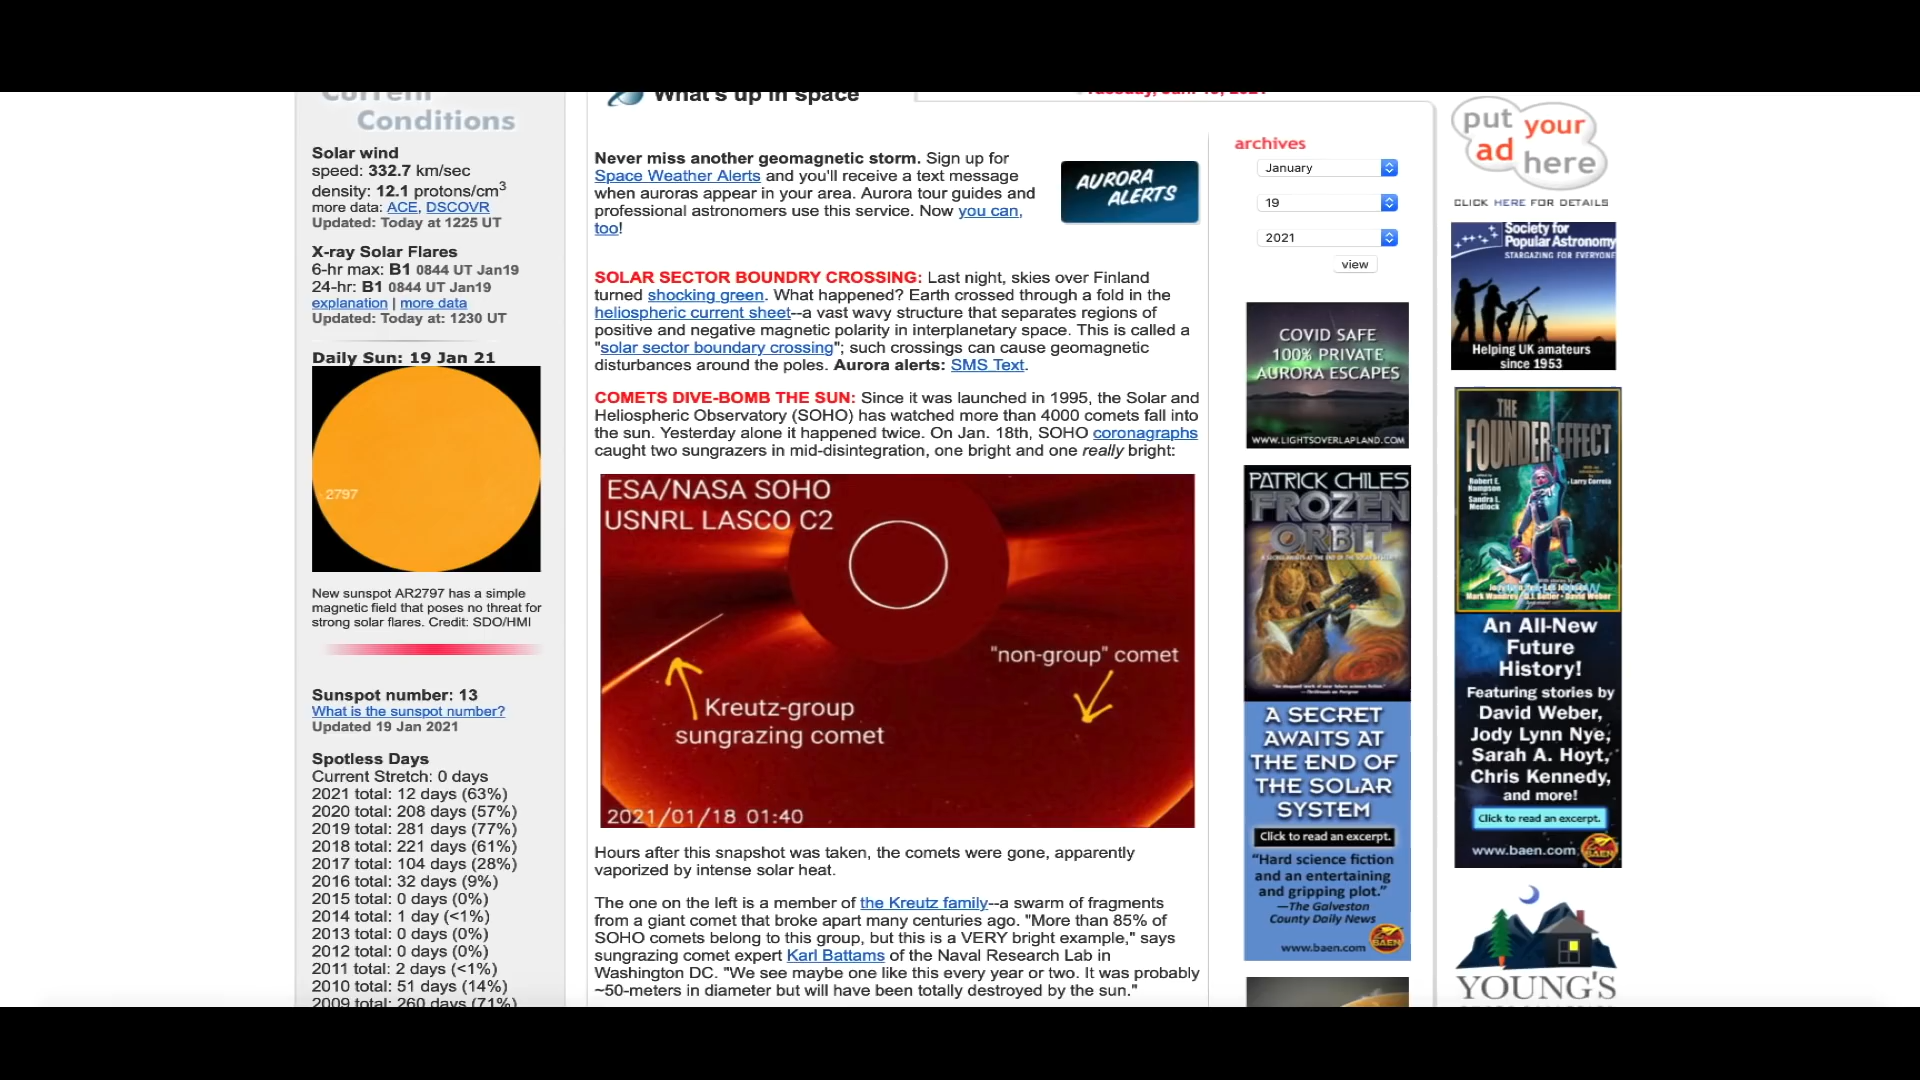 Current
Conditions
Solar wind
speed: 332.7 km/sec
density: 12.1 protons/cm3
more data: ACE, DSCOVR
Updated: Today at 1225 UT
X-ray Solar Flares
6-hr max: B1 0844 UT Jan19
24-hr: B1 0844 UT Jan19
explanation | more data
Updated: Today at: 1230 UT
Daily Sun: 19 Jan 21
2797
New sunspot AR2797 has a simple
magnetic field that poses no threat for
strong solar flares. Credit: SDO/HMI
Sunspot number: 13
What is the sunspot number?
Updated 19 Jan 2021
Spotless Days
Current Stretch: 0 days
2021 total: 12 days (63%)
2020 total: 208 days (57%)
2019 total: 281 days (77%)
2018 total: 221 days (61%)
2017 total: 104 days (28%)
2016 total: 32 days (9%)
2015 total: 0 days (0%)
2014 total: 1 day (<1%)
2013 total: 0 days (0%)
2012 total: 0 days (0%)
2011 total: 2 days (<1%)
2010 total: 51 days (14%)
2009 total: 260 days (71%)
What's up in space
Tuesday, Jan. 19, 2021
Never miss another geomagnetic storm. Sign up for
Space Weather Alerts and you'll receive a text message
when auroras appear in your area. Aurora tour guides and
professional astronomers use this service. Now you can,
too!
AURORA
ALERTS
SOLAR SECTOR BOUNDRY CROSSING: Last night, skies over Finland
turned shocking green. What happened? Earth crossed through a fold in the
heliospheric current sheet--a vast wavy structure that separates regions of
positive and negative magnetic polarity in interplanetary space. This is called a
"solar sector boundary crossing"; such crossings can cause geomagnetic
disturbances around the poles. Aurora alerts: SMS Text.
COMETS DIVE-BOMB THE SUN: Since it was launched in 1995, the Solar and
Heliospheric Observatory (SOHO) has watched more than 4000 comets fall into
the sun. Yesterday alone it happened twice. On Jan. 18th, SOHO coronagraphs
caught two sungrazers in mid-disintegration, one bright and one really bright:
ESA/NASA SOHO
USNRL LASCO C2
"non-group" comet
Kreutz-group
sungrazing comet
2021/01/18 01:40
Hours after this snapshot was taken, the comets were gone, apparently
vaporized by intense solar heat.
The one on the left is a member of the Kreutz family--a swarm of fragments
from a giant comet that broke apart many centuries ago. "More than 85% of
SOHO comets belong to this group, but this is a VERY bright example," says
sungrazing comet expert Karl Battams of the Naval Research Lab in
Washington DC. "We see maybe one like this every year or two. It was probably
~50-meters in diameter but will have been totally destroyed by the sun."
archives
January
19
2021
view
COVID SAFE
100% PRIVATE
AURORA ESCAPES
WWW.LIGHTSOVERLAPLAND.COM
PATRICK CHILES
FROZEN
ORBIT
A SECRET
AWAITS AT
THE END OF
THE SOLAR
SYSTEM
Click to read an excerpt.
"Hard science fiction
and an entertaining
and gripping plot."
—The Galveston
County Daily News
www.baen.com
BAEN
put your
ad here
CLICK HERE FOR DETAILS
Society for
Popular Astronomy
STARGAZING FOR EVERYONE
Helping UK amateurs
since 1953
THE
FOUNDER EFFECT
edited by
Robert E.
Hampson
and
Sandra L.
Medlock
Larry Correia
An All-New
Future
History!
Featuring stories by
David Weber,
Jody Lynn Nye,
Sarah A. Hoyt,
Chris Kennedy,
and more!
Click to read an excerpt.
www.baen.com
BAEN
YOUNG'S